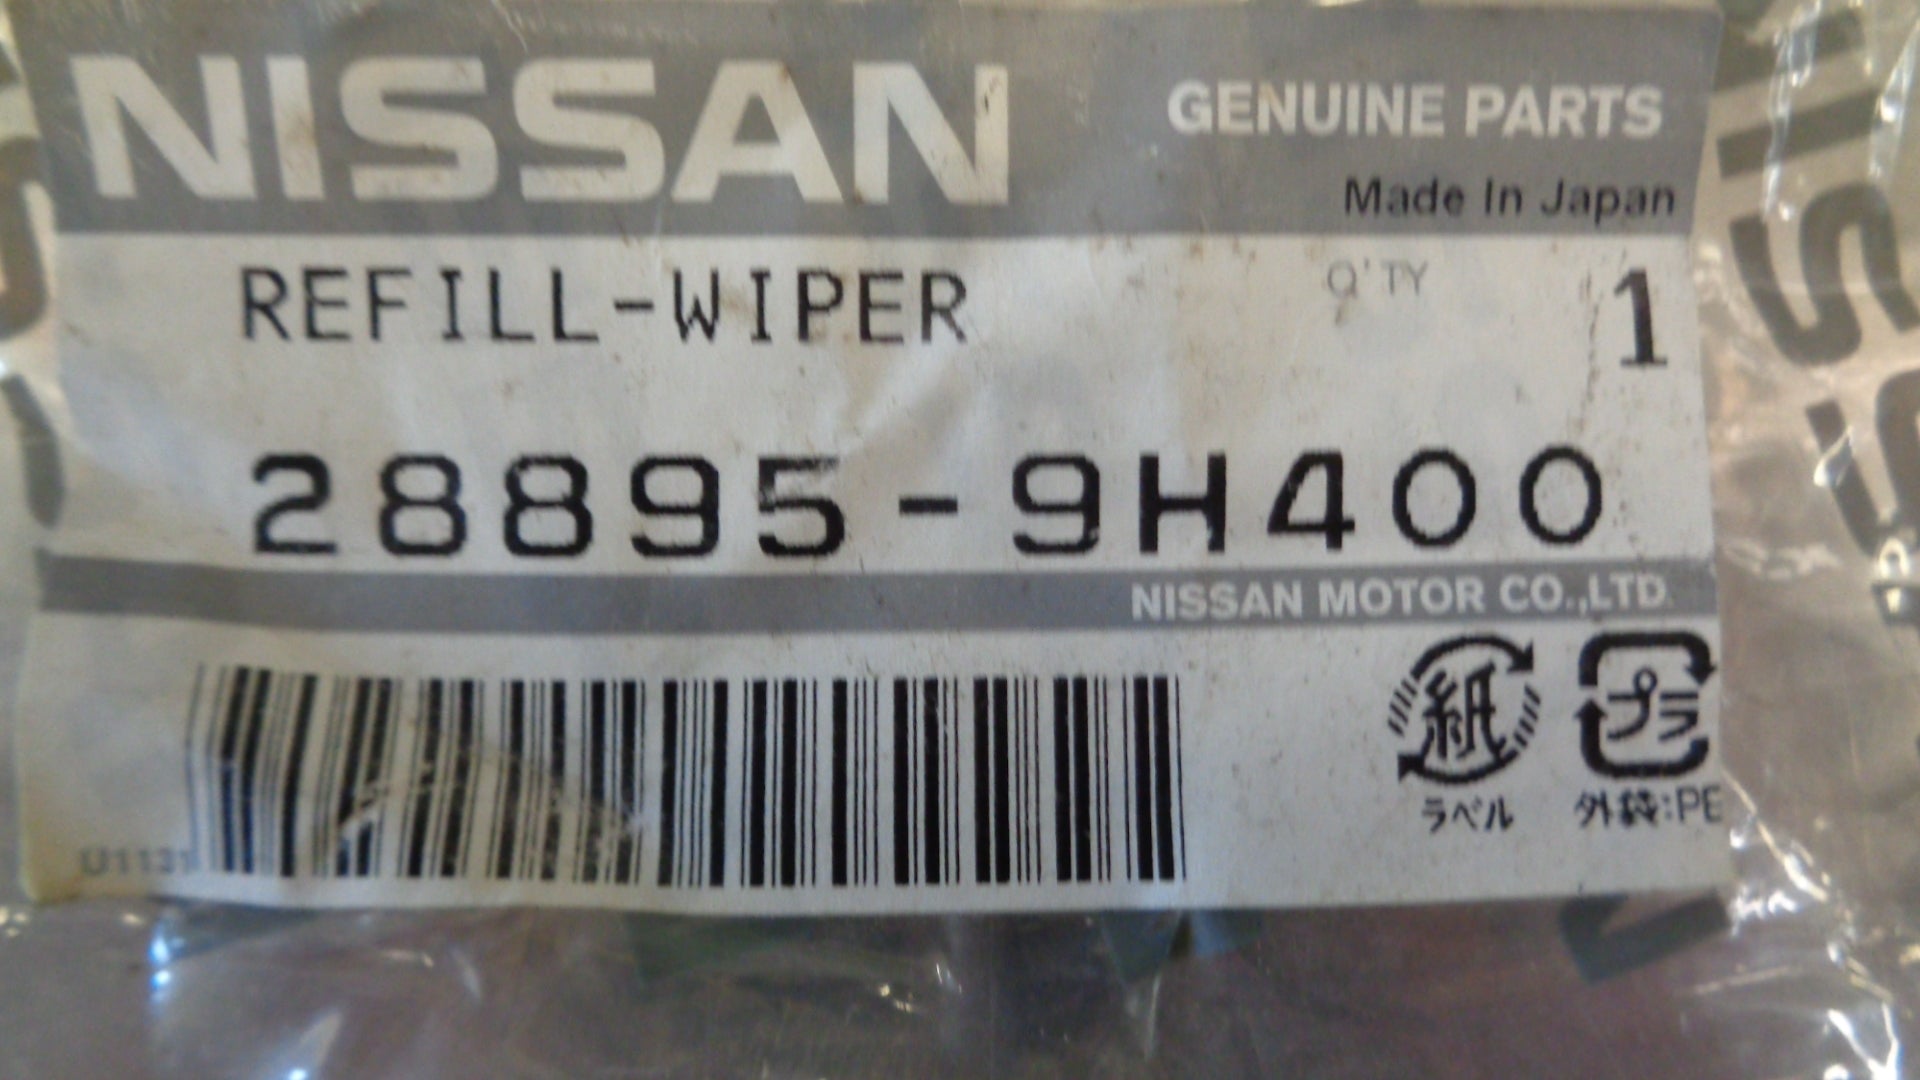 NISSAN
GENUINE PARTS
Made In Japan
REFILL-WIPER
Q'TY
1
28895-9H400
NISSAN MOTOR CO.,LTD.
紙
プラ
ラベル
外袋:PE